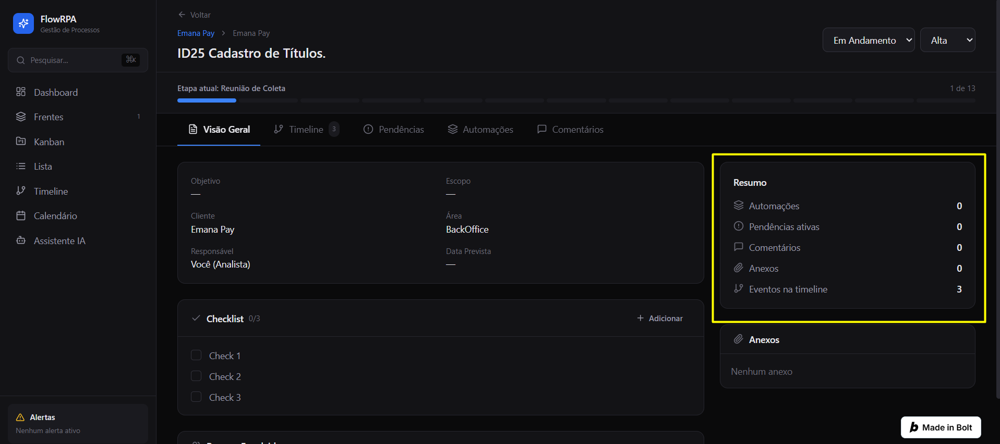 FlowRPA
Gestão de Processos
Pesquisar...
⌘K
Dashboard
Frentes 1
Kanban
Lista
Timeline
Calendário
Assistente IA
Alertas
Nenhum alerta ativo
← Voltar
Emana Pay > Emana Pay
ID25 Cadastro de Títulos.
Em Andamento
Alta
Etapa atual: Reunião de Coleta
1 de 13
Visão Geral
Timeline 3
Pendências
Automações
Comentários
Objetivo
—
Escopo
—
Cliente
Emana Pay
Área
BackOffice
Responsável
Você (Analista)
Data Prevista
—
Checklist 0/3
+ Adicionar
Check 1
Check 2
Check 3
Resumo
Automações 0
Pendências ativas 0
Comentários 0
Anexos 0
Eventos na timeline 3
Anexos
Nenhum anexo
Made in Bolt